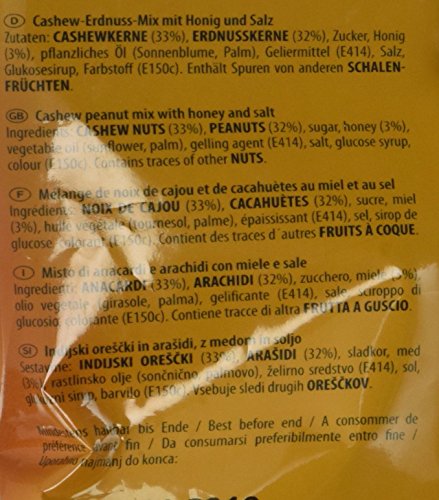 D Cashew-Erdnuss-Mix mit Honig und Salz
Zutaten: CASHEWKERNE (33%), ERDNUSSKERNE (32%), Zucker, Honig
(3%), pflanzliches Öl (Sonnenblume, Palm), Geliermittel (E414), Salz,
Glukosesirup, Farbstoff (E150c). Enthält Spuren von anderen SCHALEN-
FRÜCHTEN.
GB Cashew peanut mix with honey and salt
Ingredients: CASHEW NUTS (33%), PEANUTS (32%), sugar, honey (3%),
vegetable oil (sunflower, palm), gelling agent (E414), salt, glucose syrup,
colour (E150c). Contains traces of other NUTS.
F Mélange de noix de cajou et de cacahuètes au miel et au sel
Ingrédients: NOIX DE CAJOU (33%), CACAHUÈTES (32%), sucre, miel
(3%), huile végétale (tournesol, palme), épaississant (E414), sel, sirop de
glucose, colorant (E150c). Contient des traces d´autres FRUITS À COQUE.
I Misto di anacardi e arachidi con miele e sale
Ingredienti: ANACARDI (33%), ARACHIDI (32%), zucchero, miele (3%),
olio vegetale (girasole, palma), gelificante (E414), sale, sciroppo di
glucosio, colorante (E150c). Contiene tracce di altra FRUTTA A GUSCIO.
SI Indijski oreščki in arašidi, z medom in soljo
Sestavine: INDIJSKI OREŠČKI (33%), ARAŠIDI (32%), sladkor, med
(3%), rastlinsko olje (sončnično, palmovo), želirno sredstvo (E414), sol,
glukozni sirup, barvilo (E150c). Vsebuje sledi drugih OREŠČKOV.
Mindestens haltbar bis Ende / Best before end / A consommer de
préférence avant fin / Da consumarsi preferibilmente entro fine /
Uporabno najmanj do konca: